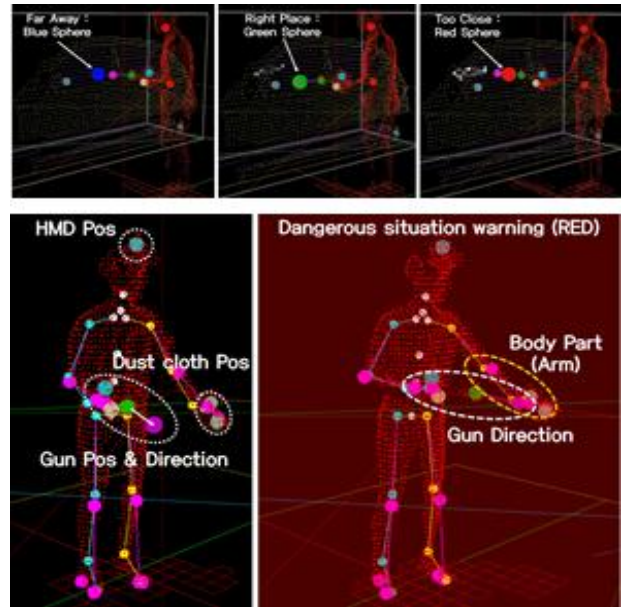 Far Away :
Blue Sphere
Right Place :
Green Sphere
Too Close :
Red Sphere
HMD Pos
Dust cloth Pos
Gun Pos & Direction
Dangerous situation warning (RED)
Body Part
(Arm)
Gun Direction